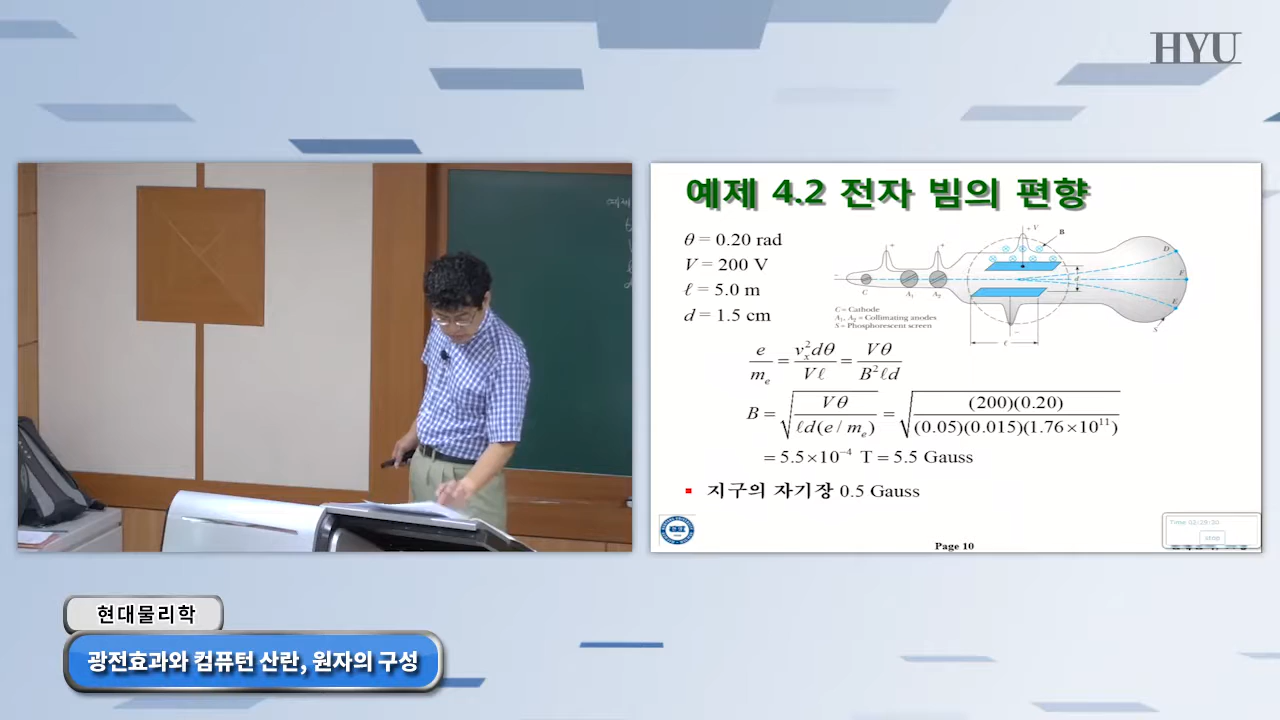 HYU
예제 4.2 전자 빔의 편향
θ = 0.20 rad
V = 200 V
ℓ = 5.0 m
d = 1.5 cm
+V
B
C
A₁
A₂
d
D
F
E
S
ℓ
C = Cathode
A₁, A₂ = Collimating anodes
S = Phosphorescent screen
e/mₑ = vₓ²dθ/Vℓ = Vθ/B²ℓd
B = √(Vθ/ℓd(e/mₑ)) = √((200)(0.20)/(0.05)(0.015)(1.76×10¹¹))
= 5.5×10⁻⁴ T = 5.5 Gauss
지구의 자기장 0.5 Gauss
Page 10
stop
현대물리학
광전효과와 컴퓨턴 산란, 원자의 구성